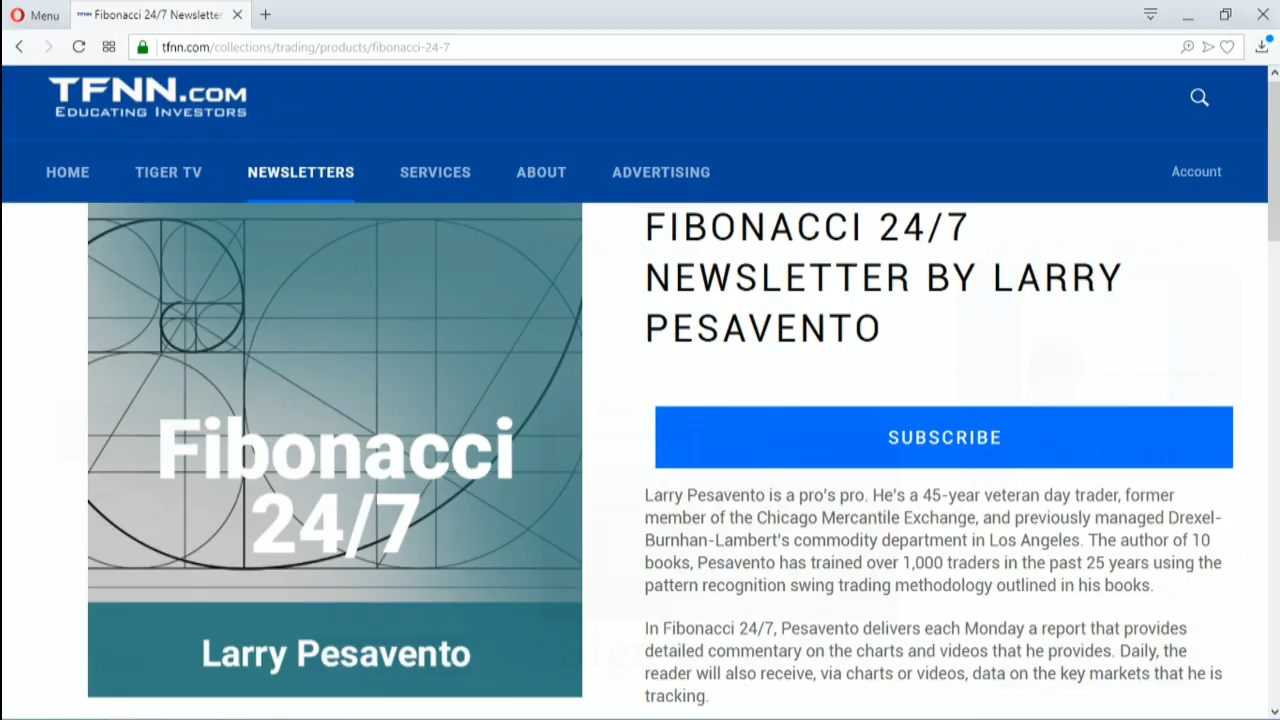 Menu
Fibonacci 24/7 Newsletter
tfnn.com/collections/trading/products/fibonacci-24-7
TFNN.COM
EDUCATING INVESTORS
HOME
TIGER TV
NEWSLETTERS
SERVICES
ABOUT
ADVERTISING
Account
Fibonacci
24/7
Larry Pesavento
FIBONACCI 24/7
NEWSLETTER BY LARRY
PESAVENTO
SUBSCRIBE
Larry Pesavento is a pro's pro. He's a 45-year veteran day trader, former
member of the Chicago Mercantile Exchange, and previously managed Drexel-
Burnhan-Lambert's commodity department in Los Angeles. The author of 10
books, Pesavento has trained over 1,000 traders in the past 25 years using the
pattern recognition swing trading methodology outlined in his books.
In Fibonacci 24/7, Pesavento delivers each Monday a report that provides
detailed commentary on the charts and videos that he provides. Daily, the
reader will also receive, via charts or videos, data on the key markets that he is
tracking.